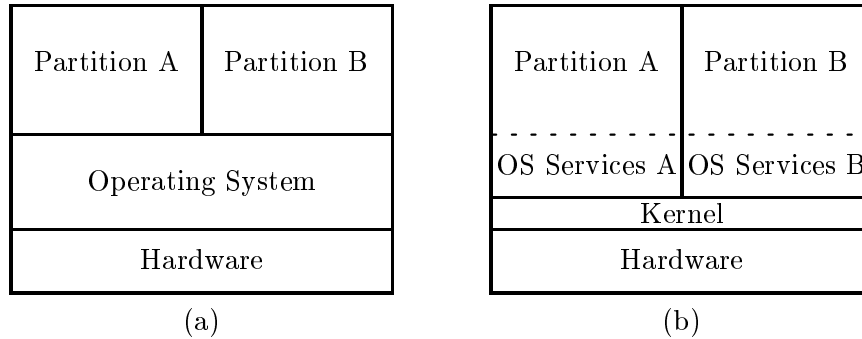 Partition A
Partition B
Operating System
Hardware
(a)
Partition A
Partition B
OS Services A
OS Services B
Kernel
Hardware
(b)